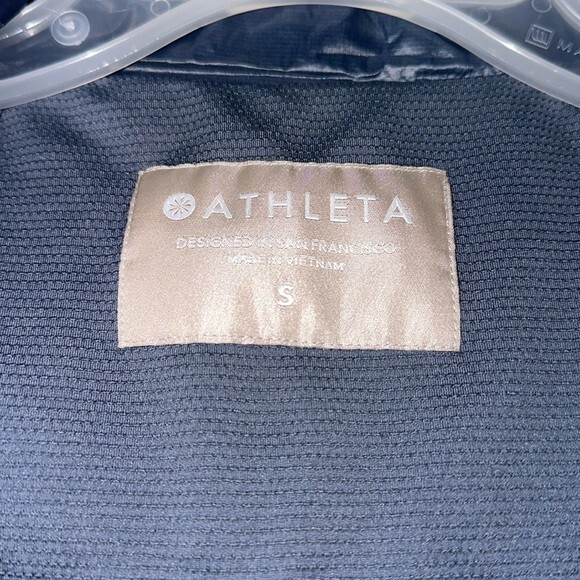 ATHLETA
DESIGNED IN SAN FRANCISCO
MADE IN VIETNAM
S